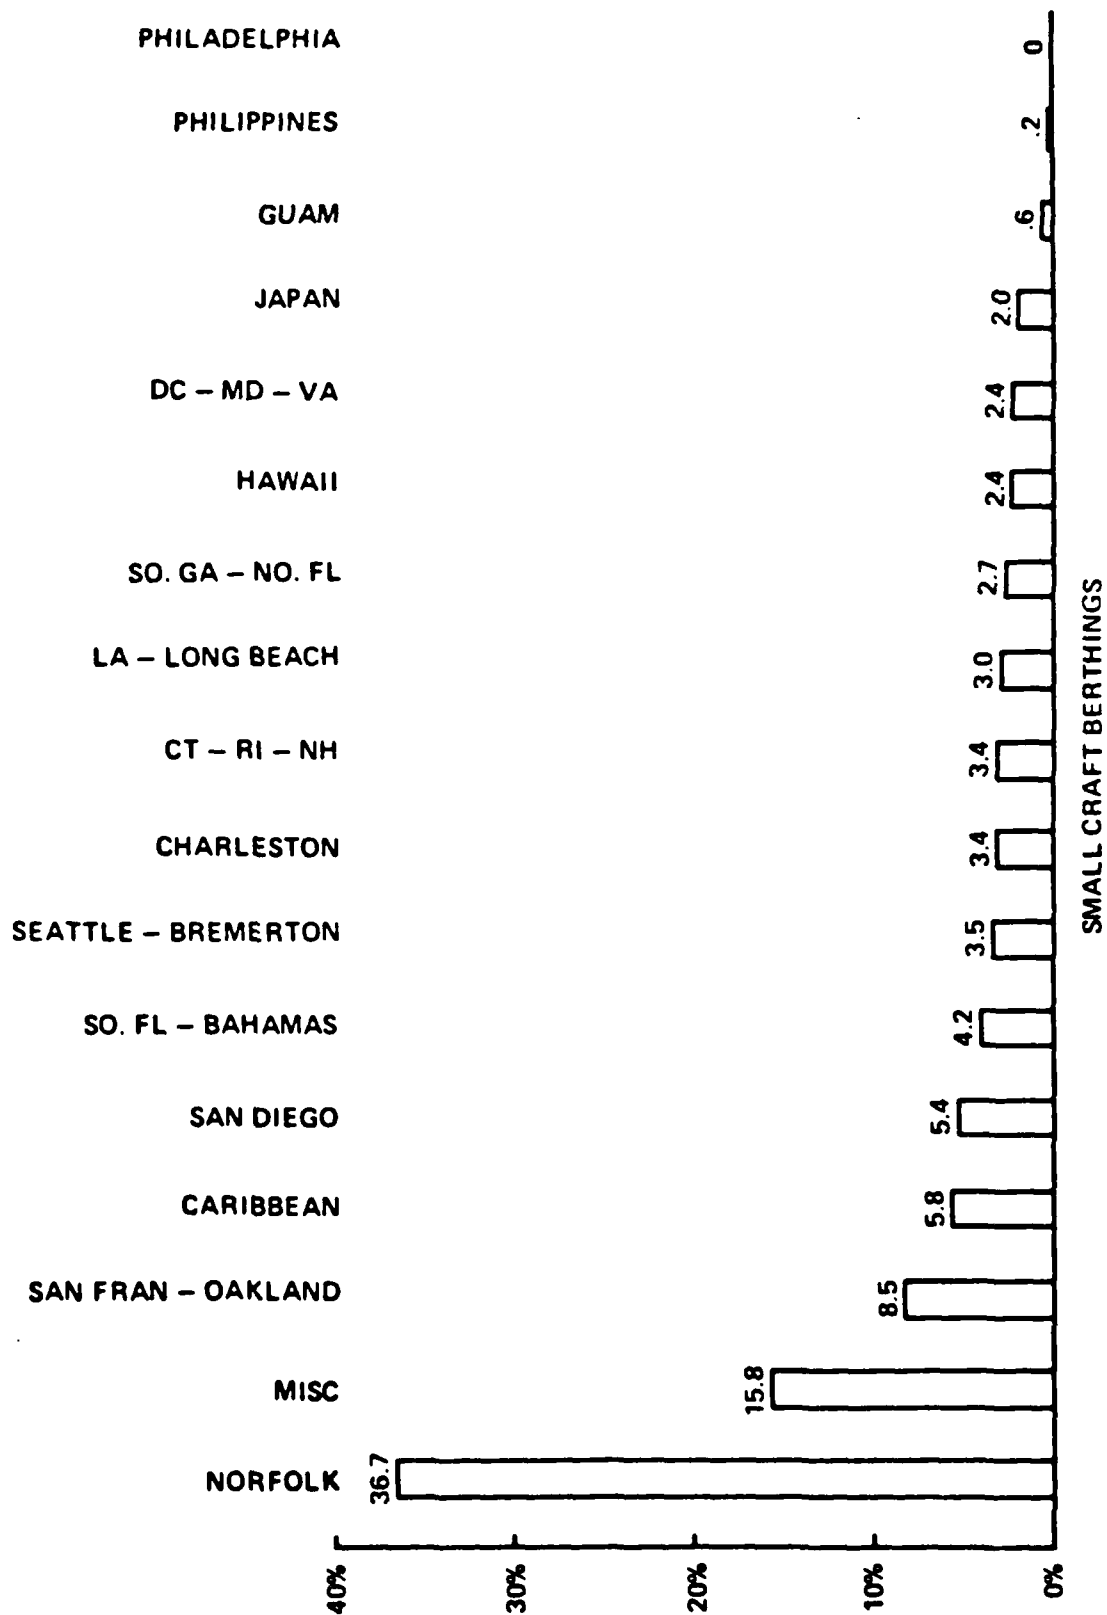 PHILADELPHIA
0
PHILIPPINES
.2
GUAM
.6
JAPAN
2.0
DC – MD – VA
2.4
HAWAII
2.4
SO. GA – NO. FL
2.7
LA – LONG BEACH
3.0
CT – RI – NH
3.4
CHARLESTON
3.4
SEATTLE – BREMERTON
3.5
SO. FL – BAHAMAS
4.2
SAN DIEGO
5.4
CARIBBEAN
5.8
SAN FRAN – OAKLAND
8.5
MISC
15.8
NORFOLK
36.7
40%
30%
20%
10%
0%
SMALL CRAFT BERTHINGS